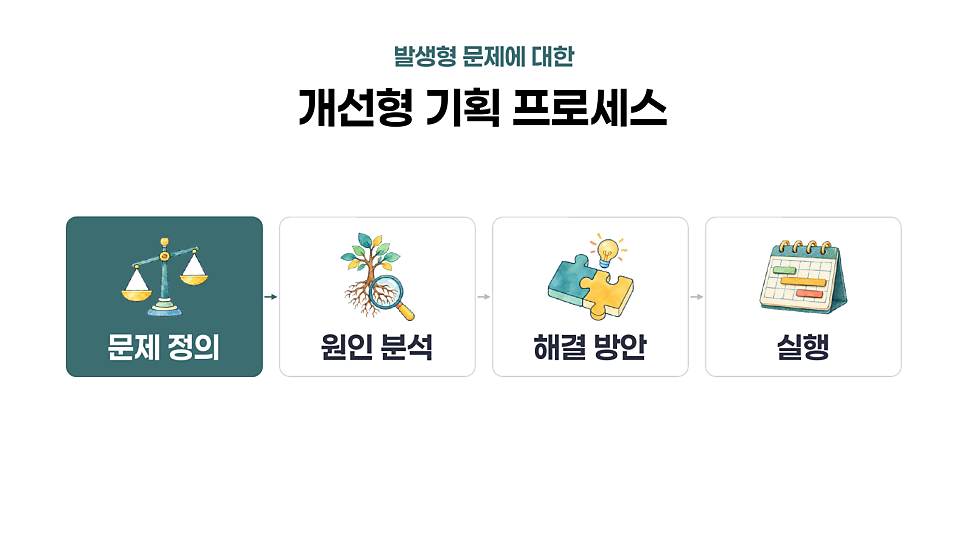 발생형 문제에 대한
개선형 기획 프로세스
문제 정의
원인 분석
해결 방안
실행